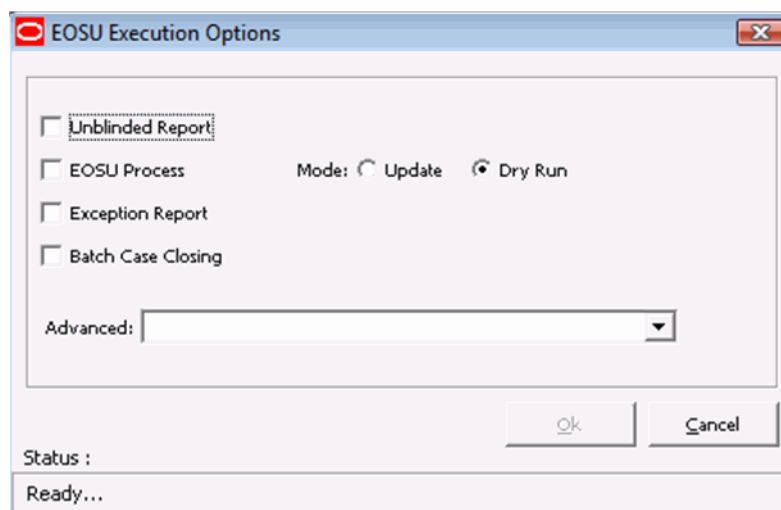 EOSU Execution Options
Unblinded Report
EOSU Process Mode: Update Dry Run
Exception Report
Batch Case Closing
Advanced:
Ok Cancel
Status :
Ready...